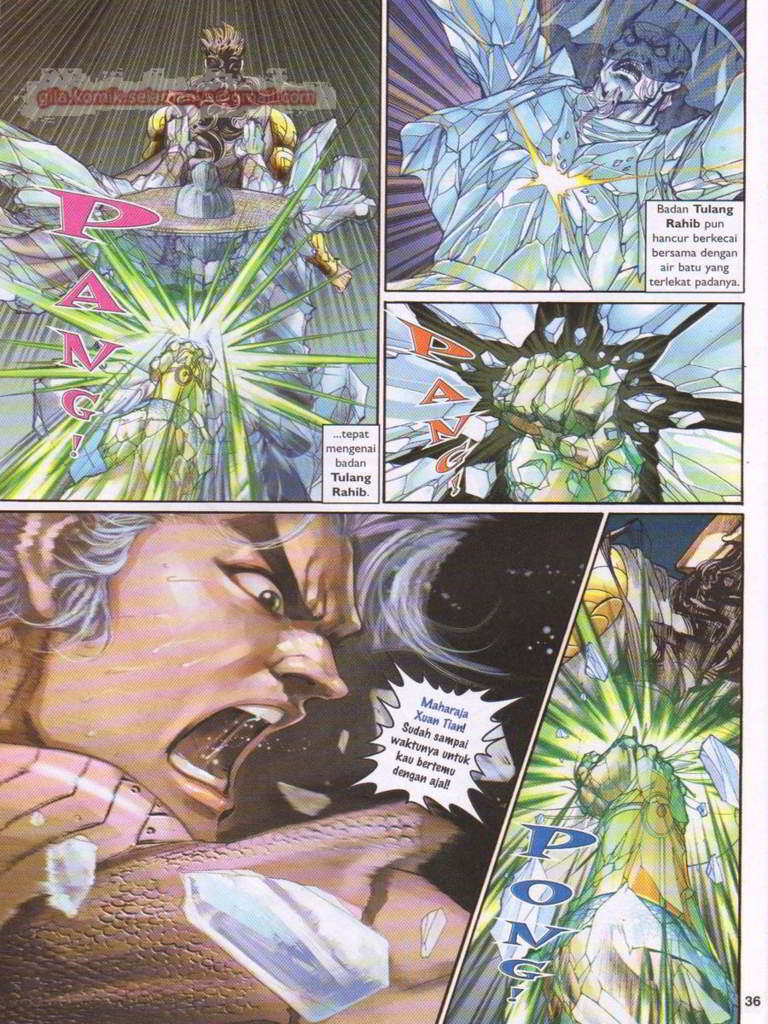 gila.komik.selamanya@gmail.com
PANG!
...tepat
mengenai
badan
Tulang
Rahib.
Badan Tulang
Rahib pun
hancur berkecai
bersama dengan
air batu yang
terlekat padanya.
PANG!
Maharaja
Xuan Tian!
Sudah sampai
waktunya untuk
kau bertemu
dengan ajal!
PONG!
36